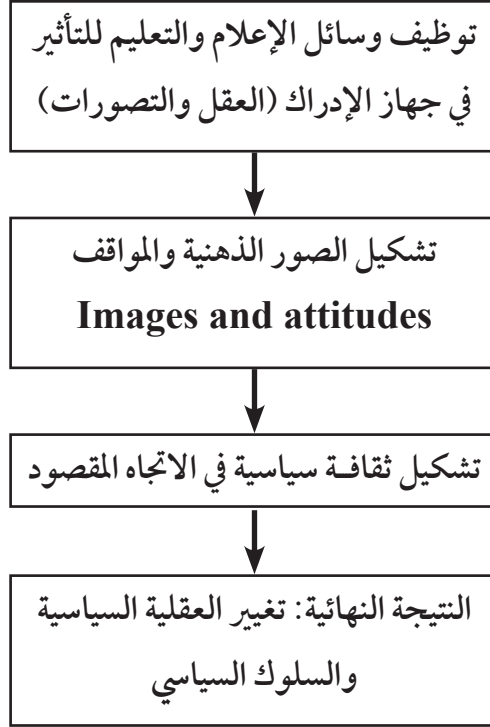 توظيف وسائل الإعلام والتعليم للتأثير
في جهاز الإدراك (العقل والتصورات)
تشكيل الصور الذهنية والمواقف
Images and attitudes
تشكيل ثقافة سياسية في الاتجاه المقصود
النتيجة النهائية: تغيير العقلية السياسية
والسلوك السياسي